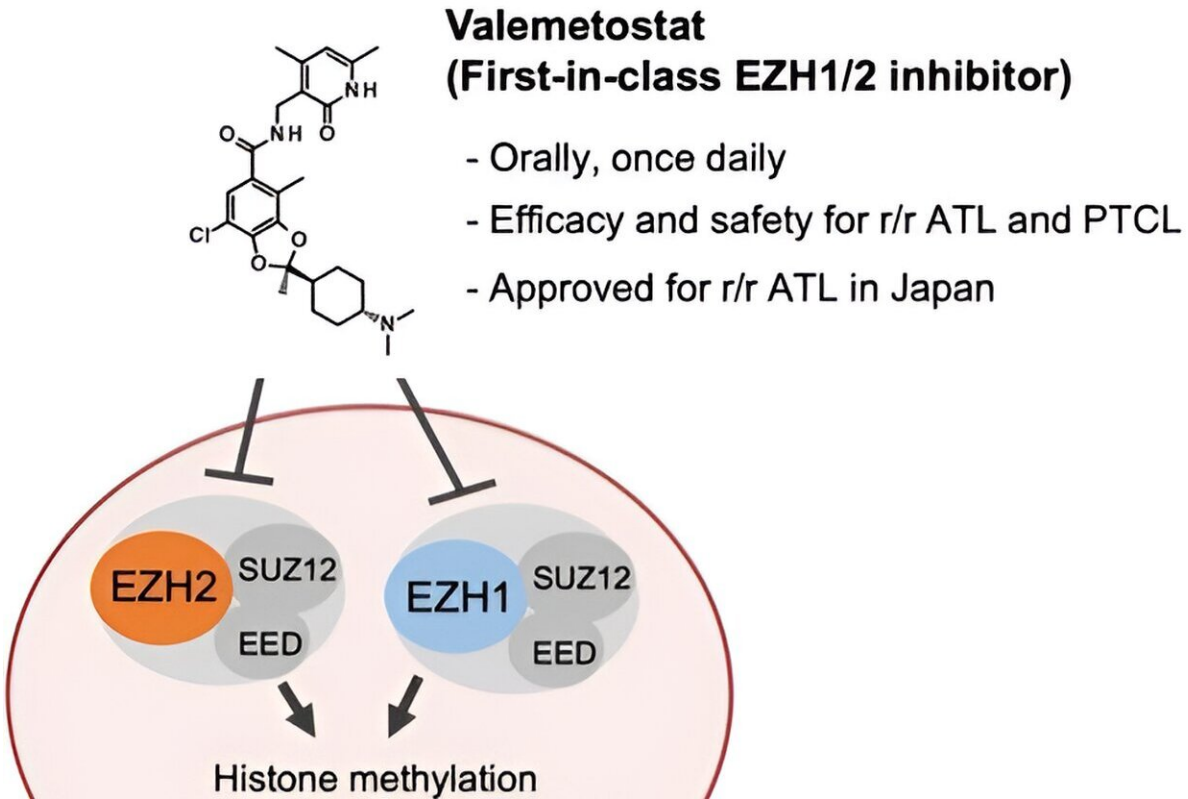 Valemetostat
(First-in-class EZH1/2 inhibitor)
- Orally, once daily
- Efficacy and safety for r/r ATL and PTCL
- Approved for r/r ATL in Japan
NH
O
NH
O
Cl
O
O
N
EZH2
SUZ12
EED
EZH1
SUZ12
EED
Histone methylation